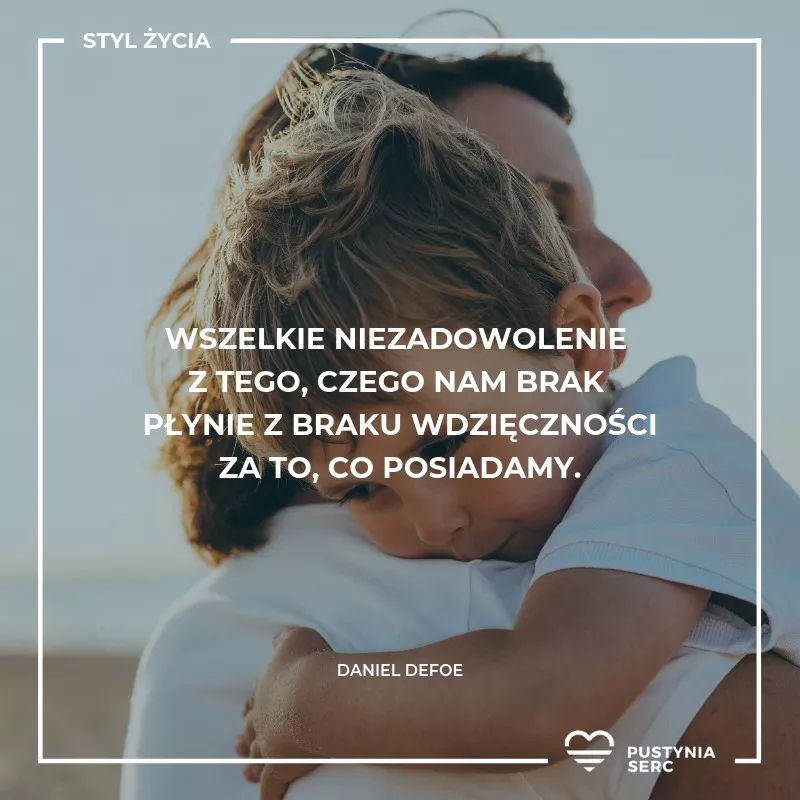 STYL ŻYCIA
WSZELKIE NIEZADOWOLENIE
Z TEGO, CZEGO NAM BRAK
PŁYNIE Z BRAKU WDZIĘCZNOŚCI
ZA TO, CO POSIADAMY.
DANIEL DEFOE
PUSTYNIA
SERC